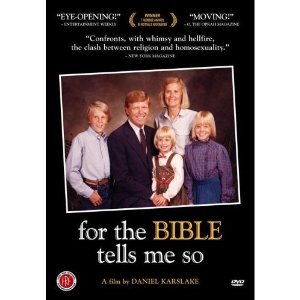 "EYE-OPENING!"
– ENTERTAINMENT WEEKLY
WINNER
"MOVING!"
– O, THE OPRAH MAGAZINE
"Confronts, with whimsy and hellfire,
the clash between religion and homosexuality."
– NEW YORK MAGAZINE
for the BIBLE
tells me so
A film by DANIEL KARSLAKE
DVD